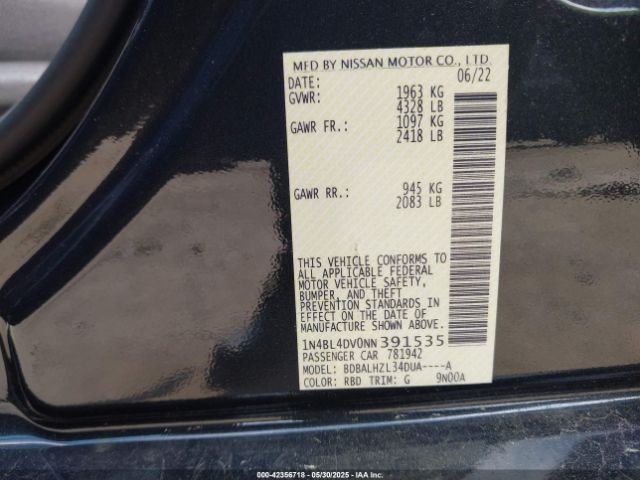 MFD BY NISSAN MOTOR CO., LTD.
DATE: 06/22
GVWR: 1963 KG
4328 LB
GAWR FR.: 1097 KG
2418 LB
GAWR RR.: 945 KG
2083 LB
THIS VEHICLE CONFORMS TO
ALL APPLICABLE FEDERAL
MOTOR VEHICLE SAFETY,
BUMPER, AND THEFT
PREVENTION STANDARDS IN
EFFECT ON THE DATE OF
MANUFACTURE SHOWN ABOVE.
1N4BL4DV0NN391535
PASSENGER CAR 781942
MODEL: BDBALHZL34DUA----A
COLOR: RBD TRIM: G 9N00A
000-42356718 - 05/30/2025 - IAA Inc.